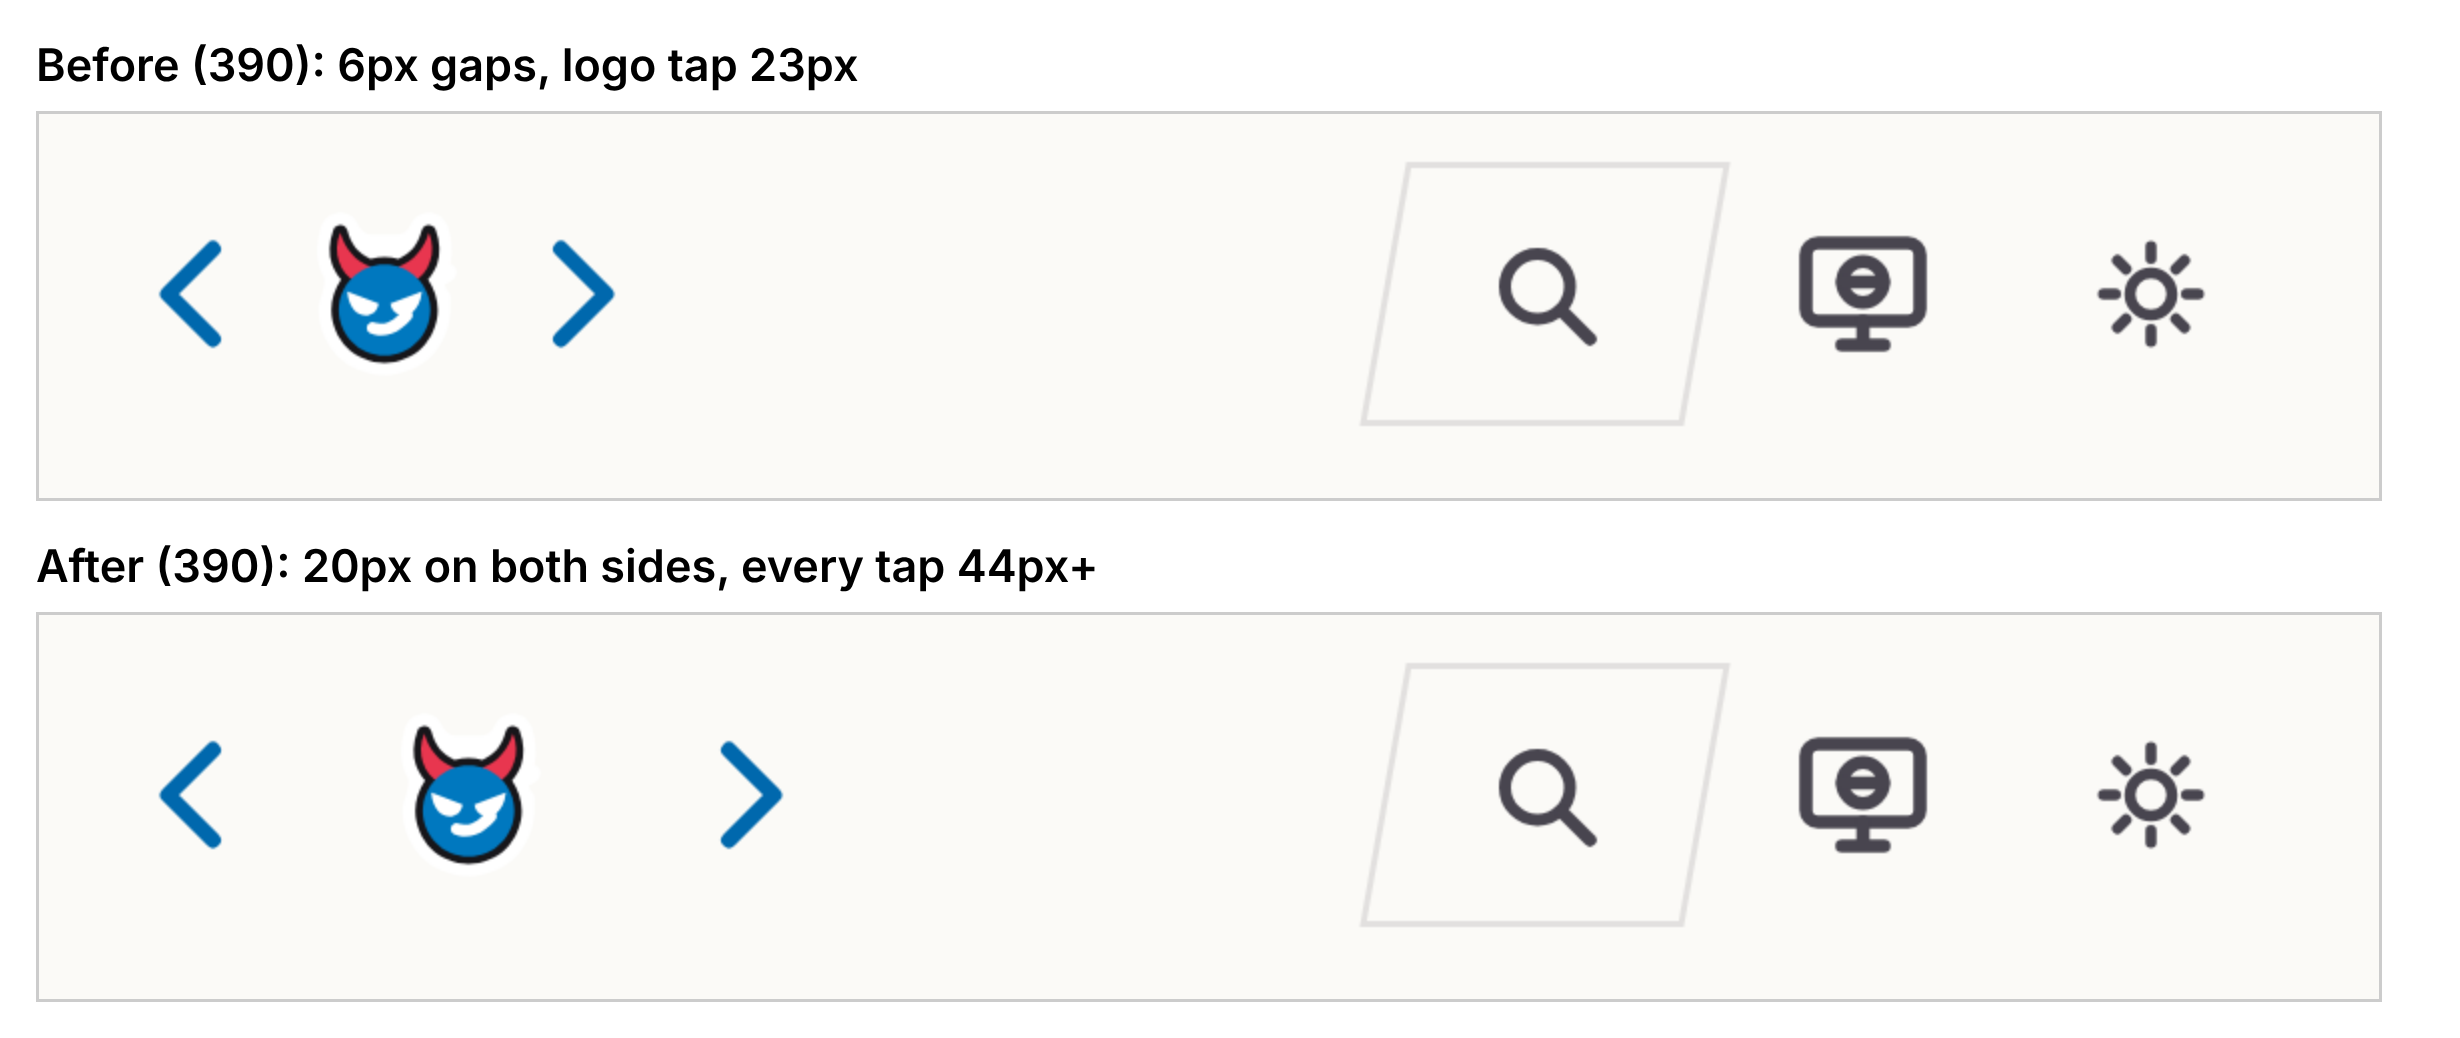 Before (390): 6px gaps, logo tap 23px
After (390): 20px on both sides, every tap 44px+